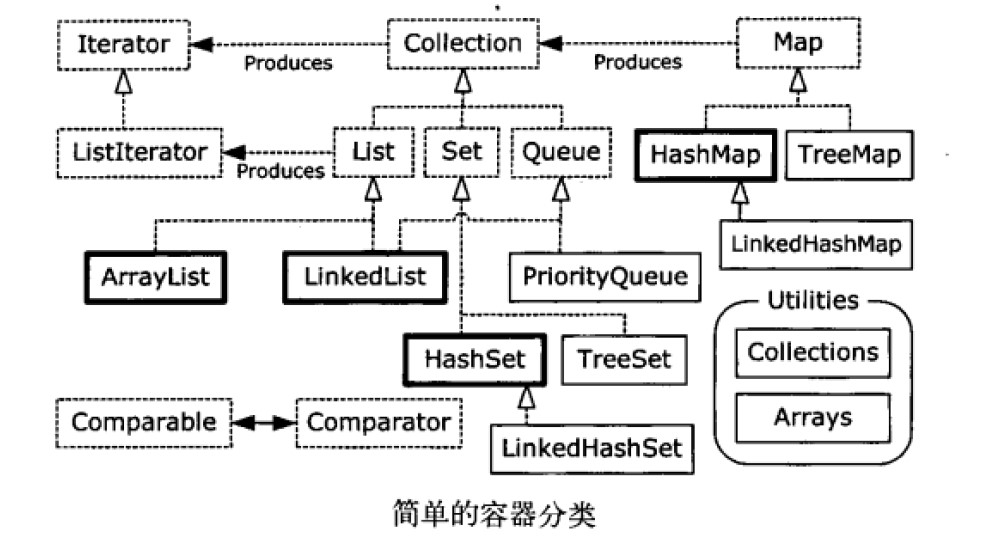 Iterator
Produces
Collection
Produces
Map
ListIterator
Produces
List
Set
Queue
HashMap
TreeMap
ArrayList
LinkedList
PriorityQueue
LinkedHashMap
Utilities
HashSet
TreeSet
Collections
Comparable
Comparator
Arrays
LinkedHashSet
简单的容器分类